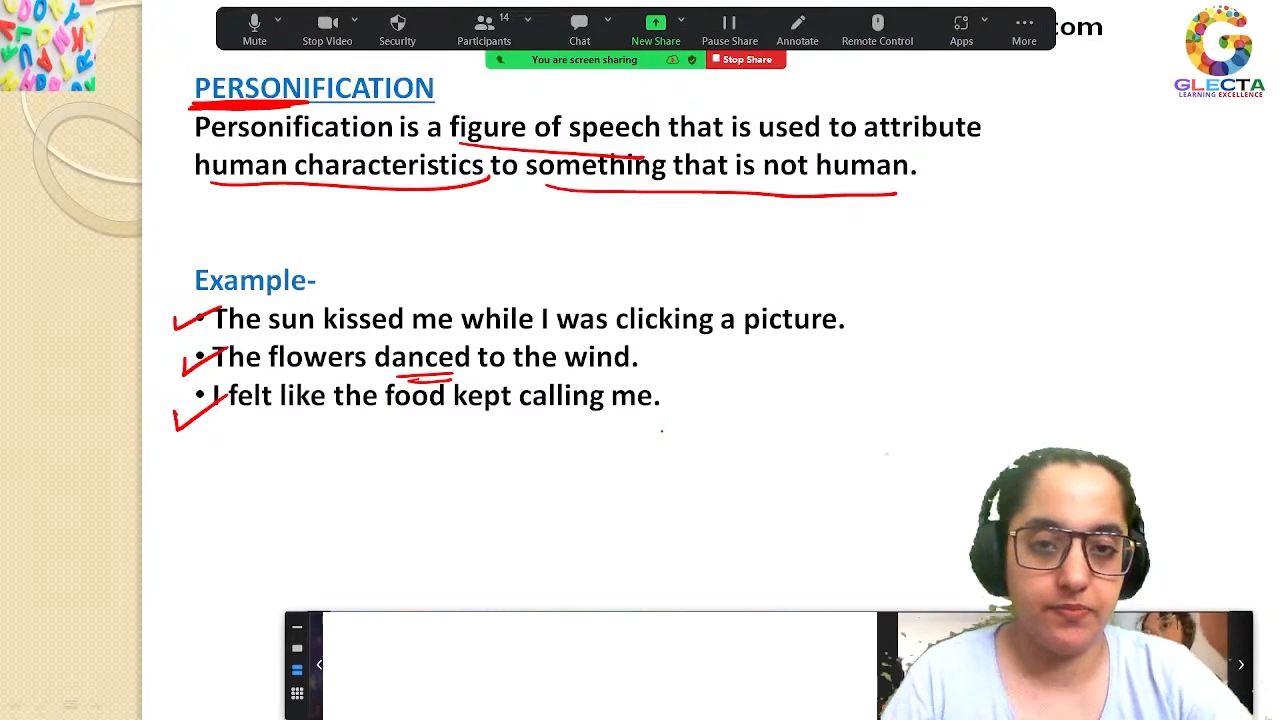 Mute
Stop Video
Security
Participants
14
Chat
New Share
Pause Share
Annotate
Remote Control
Apps
More
com
You are screen sharing
Stop Share
GLECTA
LEARNING EXCELLENCE
PERSONIFICATION
Personification is a figure of speech that is used to attribute
human characteristics to something that is not human.
Example-
• The sun kissed me while I was clicking a picture.
• The flowers danced to the wind.
• I felt like the food kept calling me.